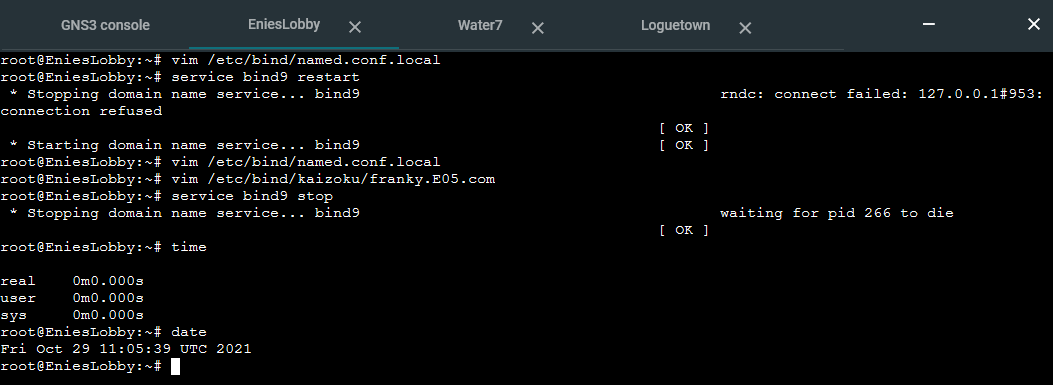 GNS3 console EniesLobby Water7 Loguetown
root@EniesLobby:~# vim /etc/bind/named.conf.local
root@EniesLobby:~# service bind9 restart
 * Stopping domain name service... bind9 rndc: connect failed: 127.0.0.1#953:
connection refused
[ OK ]
 * Starting domain name service... bind9 [ OK ]
root@EniesLobby:~# vim /etc/bind/named.conf.local
root@EniesLobby:~# vim /etc/bind/kaizoku/franky.E05.com
root@EniesLobby:~# service bind9 stop
 * Stopping domain name service... bind9 waiting for pid 266 to die
[ OK ]
root@EniesLobby:~# time
real 0m0.000s
user 0m0.000s
sys 0m0.000s
root@EniesLobby:~# date
Fri Oct 29 11:05:39 UTC 2021
root@EniesLobby:~#